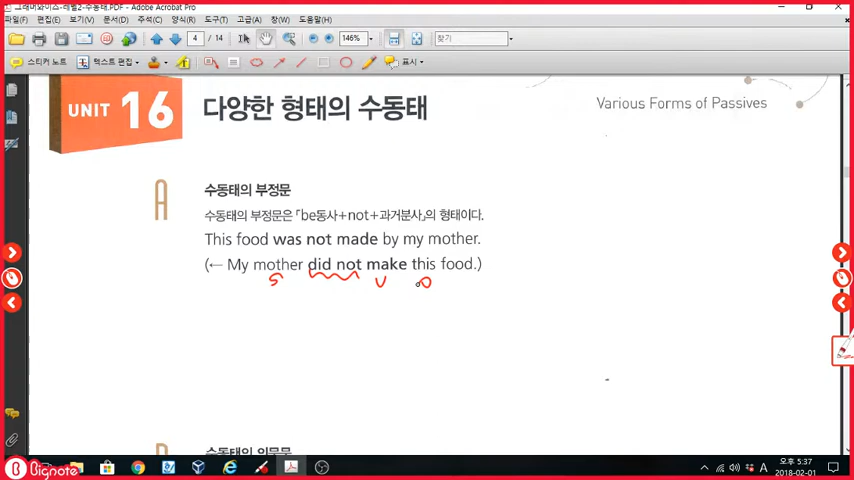 그래머와이스-레벨2-수동태.PDF - Adobe Acrobat Pro
파일(F) 편집(E) 보기(V) 문서(D) 주석(C) 양식(R) 도구(T) 고급(A) 창(W) 도움말(H)
4 / 14 146% 찾기
스티커 노트 텍스트 편집 표시
UNIT 16 다양한 형태의 수동태 Various Forms of Passives
A 수동태의 부정문
수동태의 부정문은 「be동사+not+과거분사」의 형태이다.
This food was not made by my mother.
(← My mother did not make this food.)
S V O
수동태의 의문문
Bignote
A 오후 5:37
2018-02-01